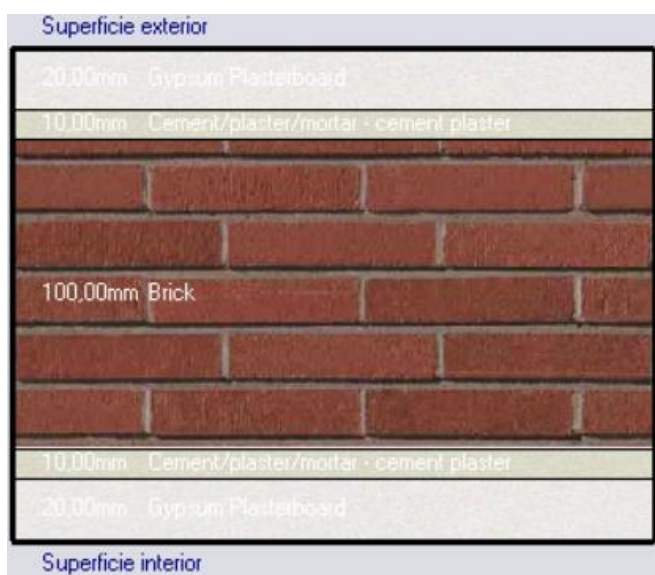 Superficie exterior
20,00mm Gypsum Plasterboard
10,00mm Cement/plaster/mortar - cement plaster
100,00mm Brick
10,00mm Cement/plaster/mortar - cement plaster
20,00mm Gypsum Plasterboard
Superficie interior